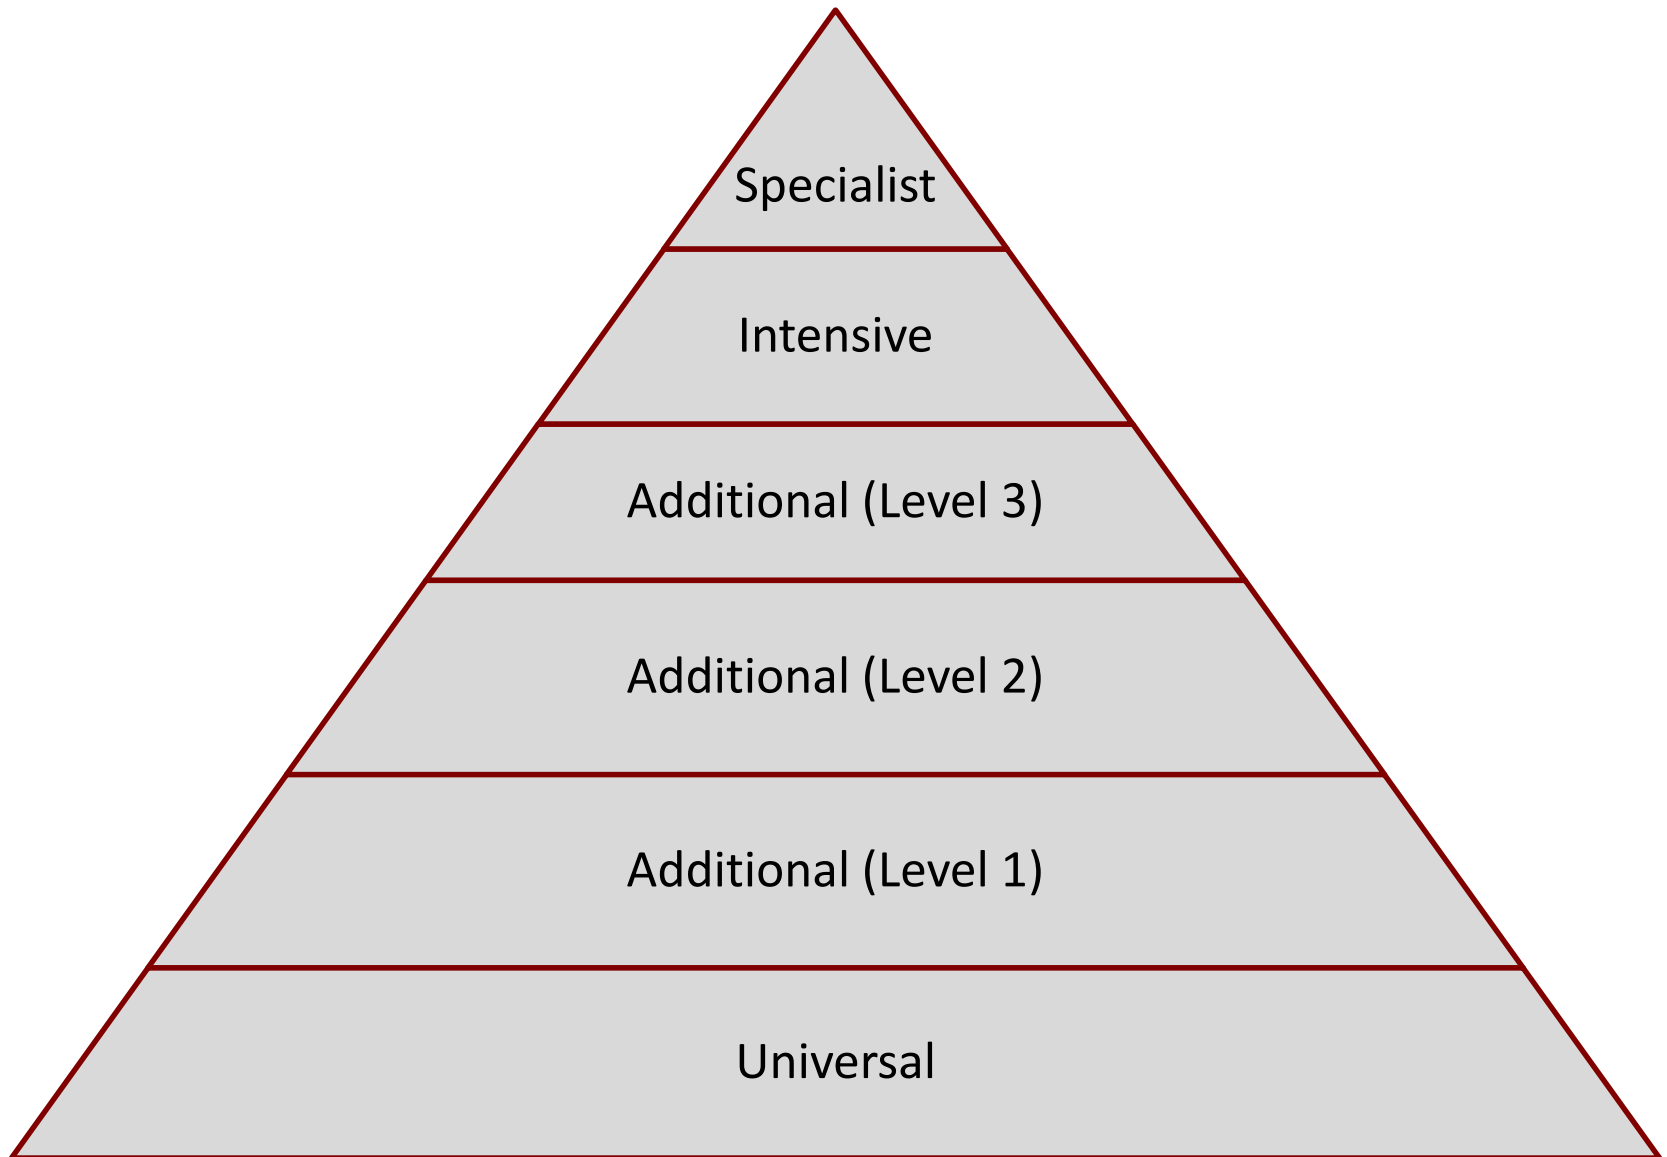 Specialist
Intensive
Additional (Level 3)
Additional (Level 2)
Additional (Level 1)
Universal